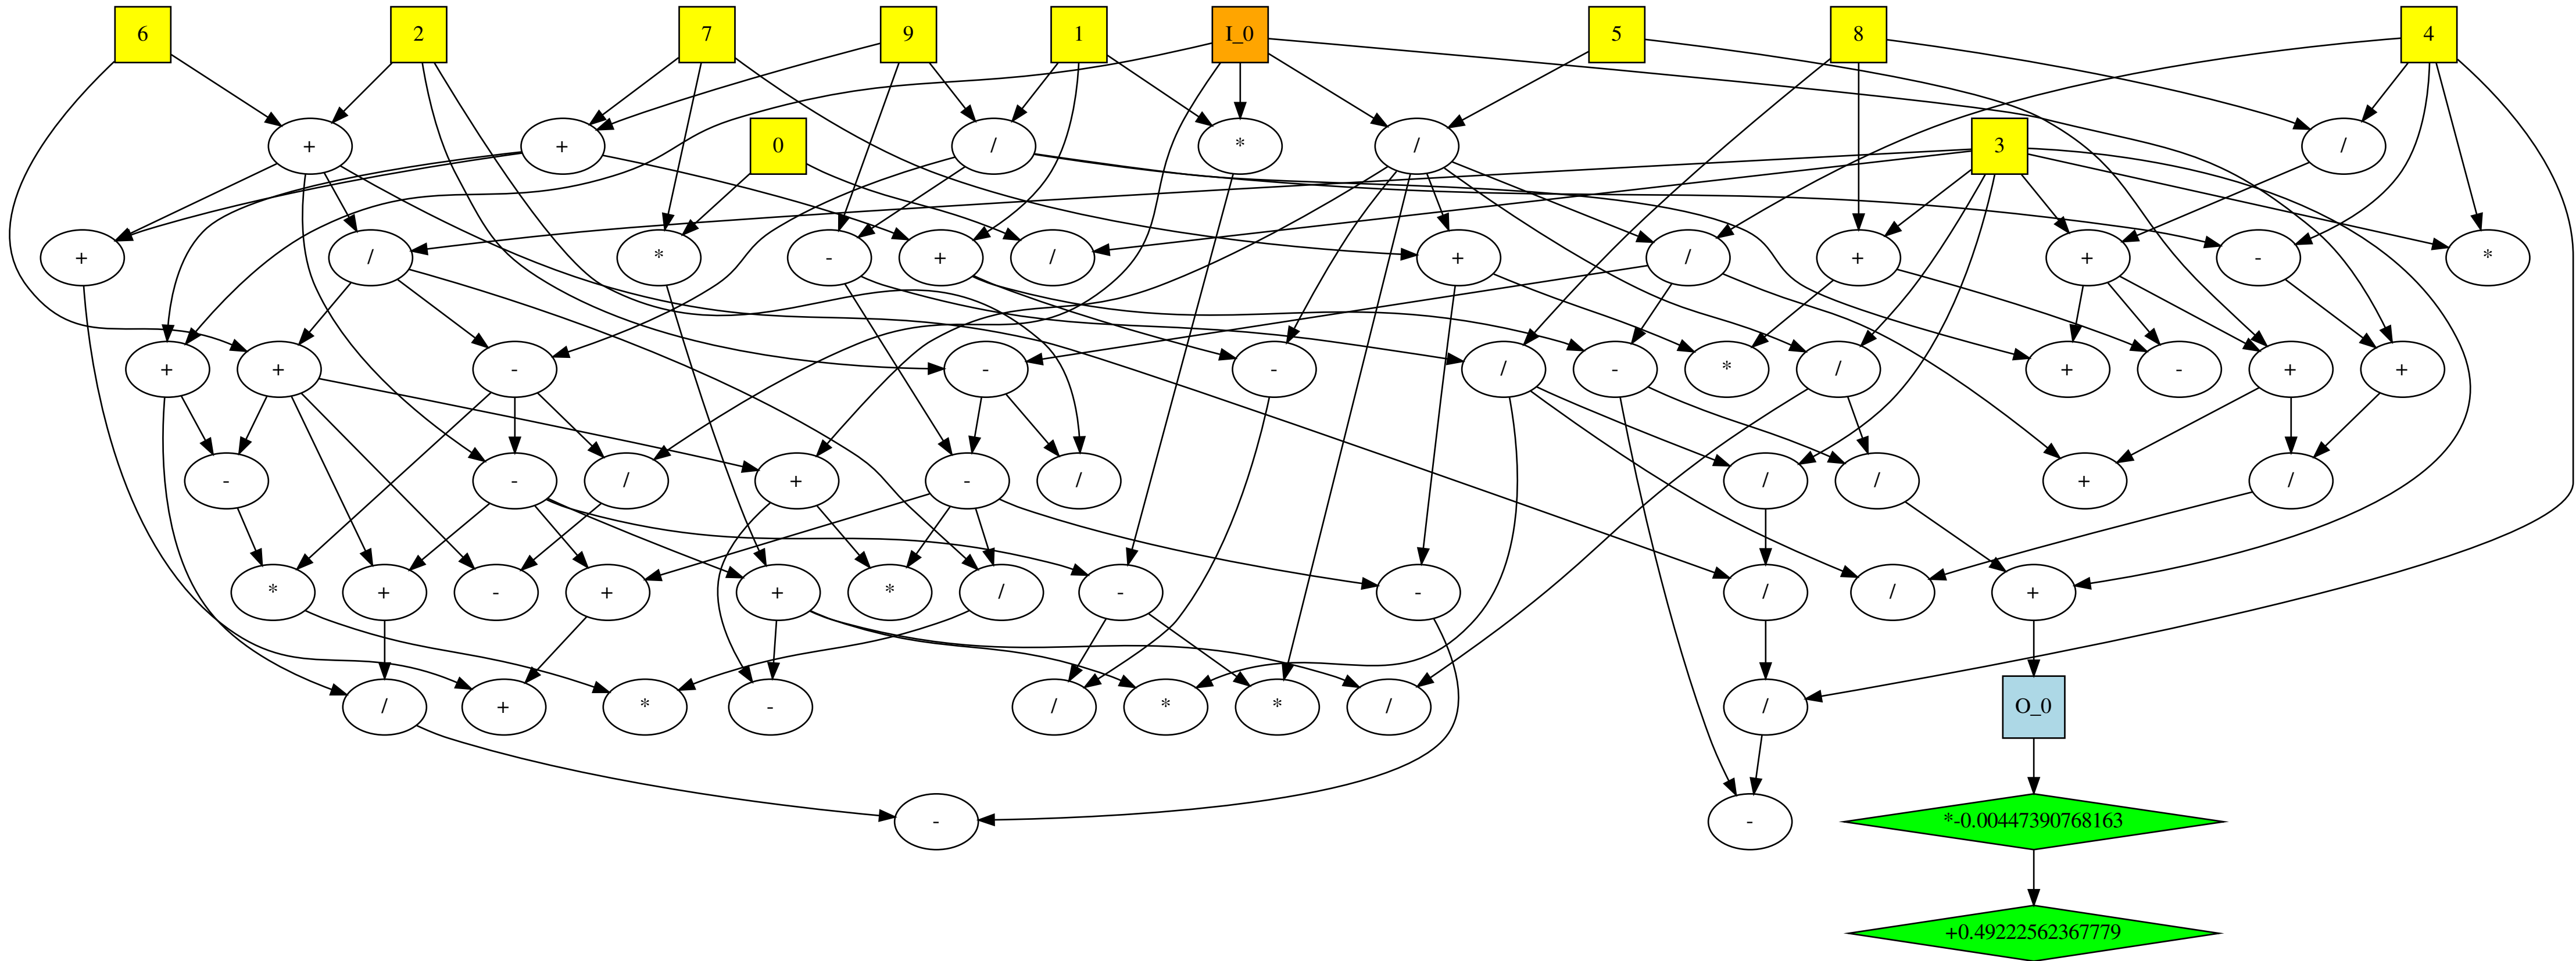 6 2 7 9 1 I_0 5 8 4
+ + 0 / * / 3 /
+ / * - + / + / + + - *
+ + - - - / - * / + - + +
- - / + - / / / + /
* + - + + * / - - / / +
/ + * - / * * / / O_0
- - *-0.00447390768163
+0.49222562367779